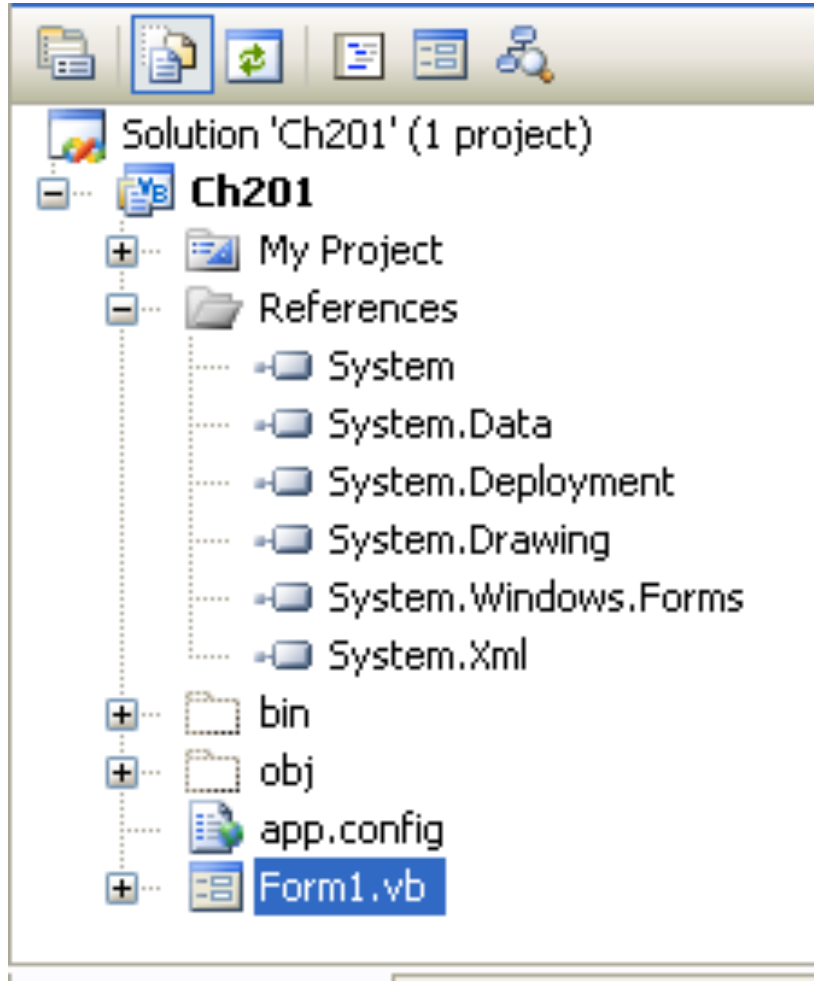 Solution 'Ch201' (1 project)
Ch201
My Project
References
System
System.Data
System.Deployment
System.Drawing
System.Windows.Forms
System.Xml
bin
obj
app.config
Form1.vb